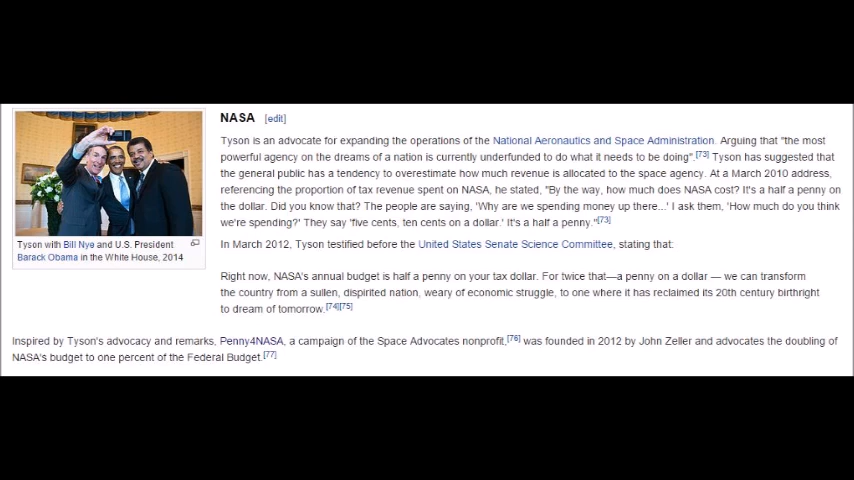 NASA [edit]
Tyson is an advocate for expanding the operations of the National Aeronautics and Space Administration. Arguing that "the most
powerful agency on the dreams of a nation is currently underfunded to do what it needs to be doing".[73] Tyson has suggested that
the general public has a tendency to overestimate how much revenue is allocated to the space agency. At a March 2010 address,
referencing the proportion of tax revenue spent on NASA, he stated, "By the way, how much does NASA cost? It's a half a penny on
the dollar. Did you know that? The people are saying, 'Why are we spending money up there...' I ask them, 'How much do you think
we're spending?' They say 'five cents, ten cents on a dollar.' It's a half a penny."[73]
Tyson with Bill Nye and U.S. President
Barack Obama in the White House, 2014
In March 2012, Tyson testified before the United States Senate Science Committee, stating that:
Right now, NASA's annual budget is half a penny on your tax dollar. For twice that—a penny on a dollar — we can transform
the country from a sullen, dispirited nation, weary of economic struggle, to one where it has reclaimed its 20th century birthright
to dream of tomorrow.[74][75]
Inspired by Tyson's advocacy and remarks, Penny4NASA, a campaign of the Space Advocates nonprofit,[76] was founded in 2012 by John Zeller and advocates the doubling of
NASA's budget to one percent of the Federal Budget.[77]